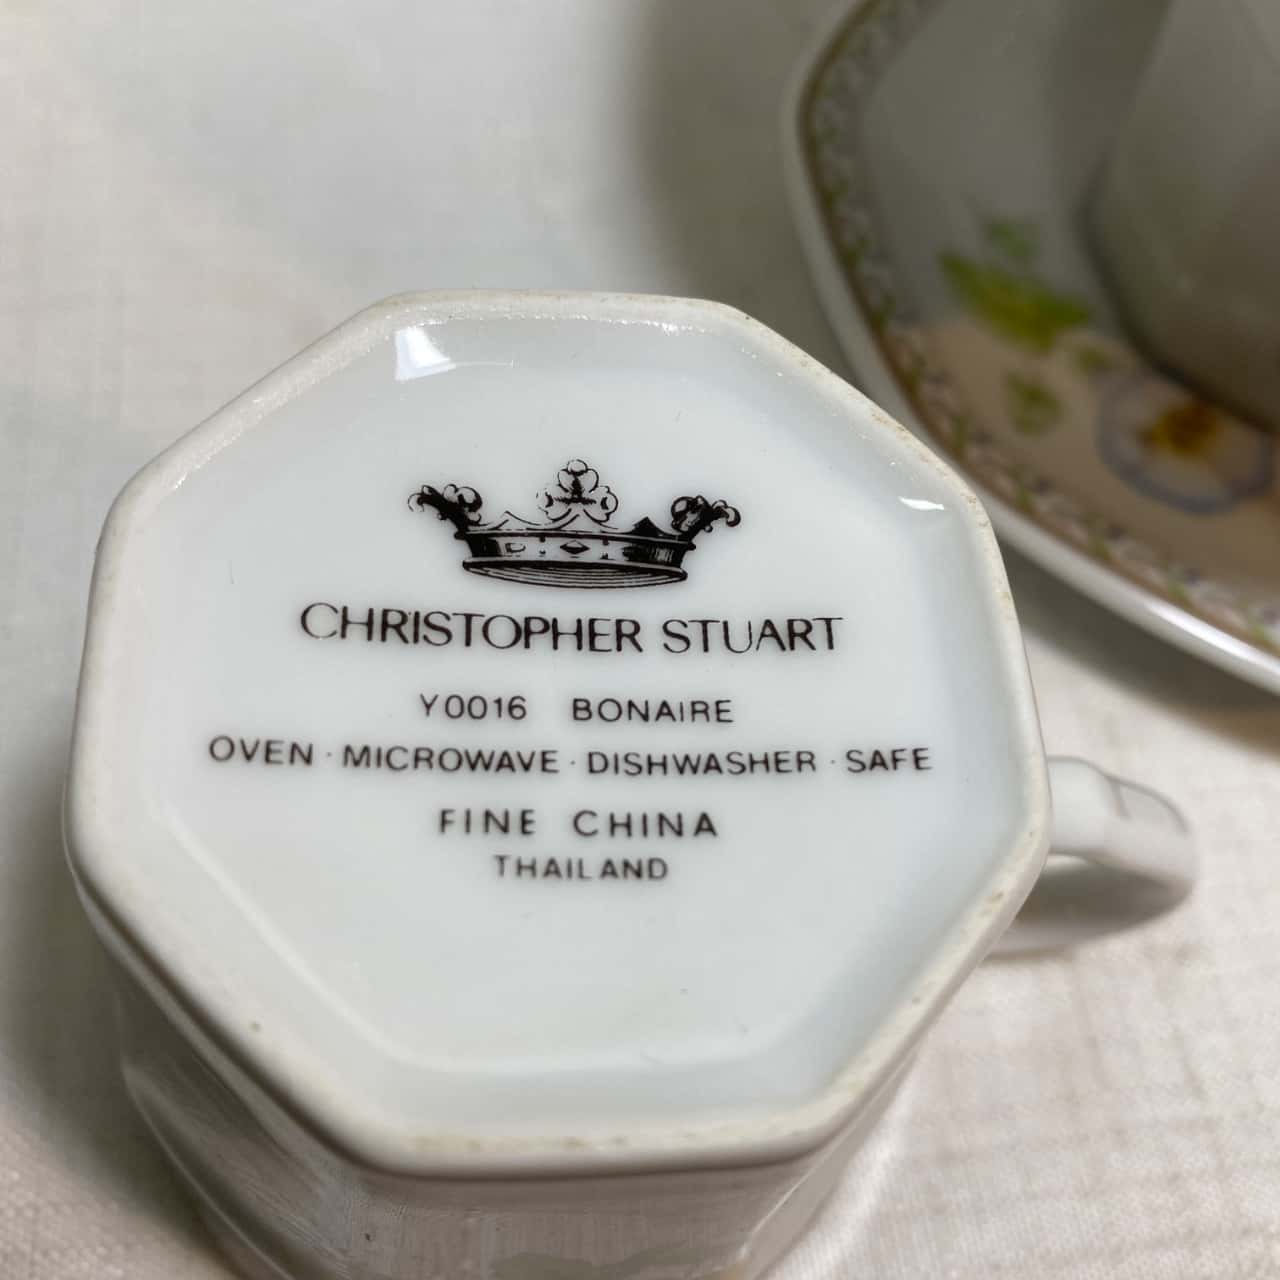 CHRISTOPHER STUART
Y0016 BONAIRE
OVEN · MICROWAVE · DISHWASHER · SAFE
FINE CHINA
THAILAND